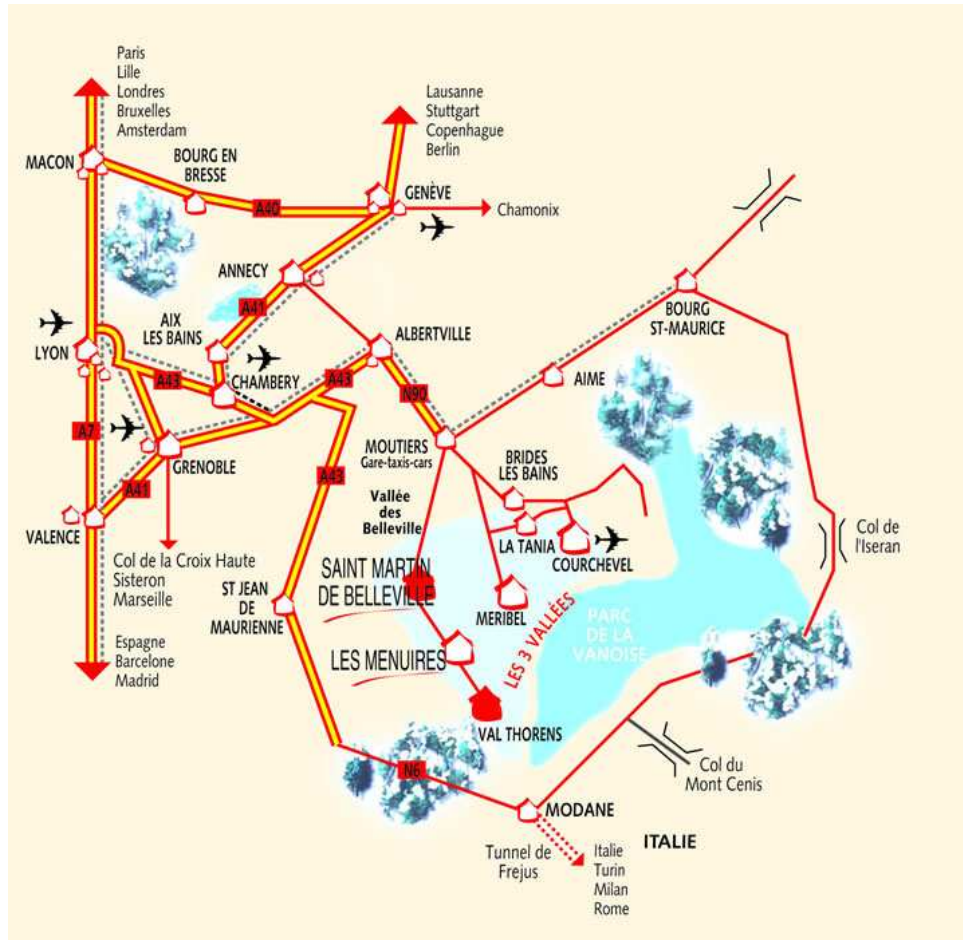 Paris
Lille
Londres
Bruxelles
Amsterdam
Lausanne
Stuttgart
Copenhague
Berlin
MACON
BOURG EN
BRESSE
GENÈVE
A40
Chamonix
ANNECY
A41
AIX
LES BAINS
ALBERTVILLE
BOURG
ST-MAURICE
LYON
A43
CHAMBERY
A43
AIME
N90
A7
GRENOBLE
MOUTIERS
Gare-taxis-cars
BRIDES
LES BAINS
A41
A43
Vallée
des
Belleville
VALENCE
LA TANIA
COURCHEVEL
Col de
l'Iseran
Col de la Croix Haute
Sisteron
Marseille
SAINT MARTIN
DE BELLEVILLE
ST JEAN
DE
MAURIENNE
MERIBEL
LES 3 VALLÉES
PARC
DE LA
VANOISE
Espagne
Barcelone
Madrid
LES MENUIRES
VAL THORENS
N6
Col du
Mont Cenis
MODANE
ITALIE
Tunnel de
Frejus
Italie
Turin
Milan
Rome